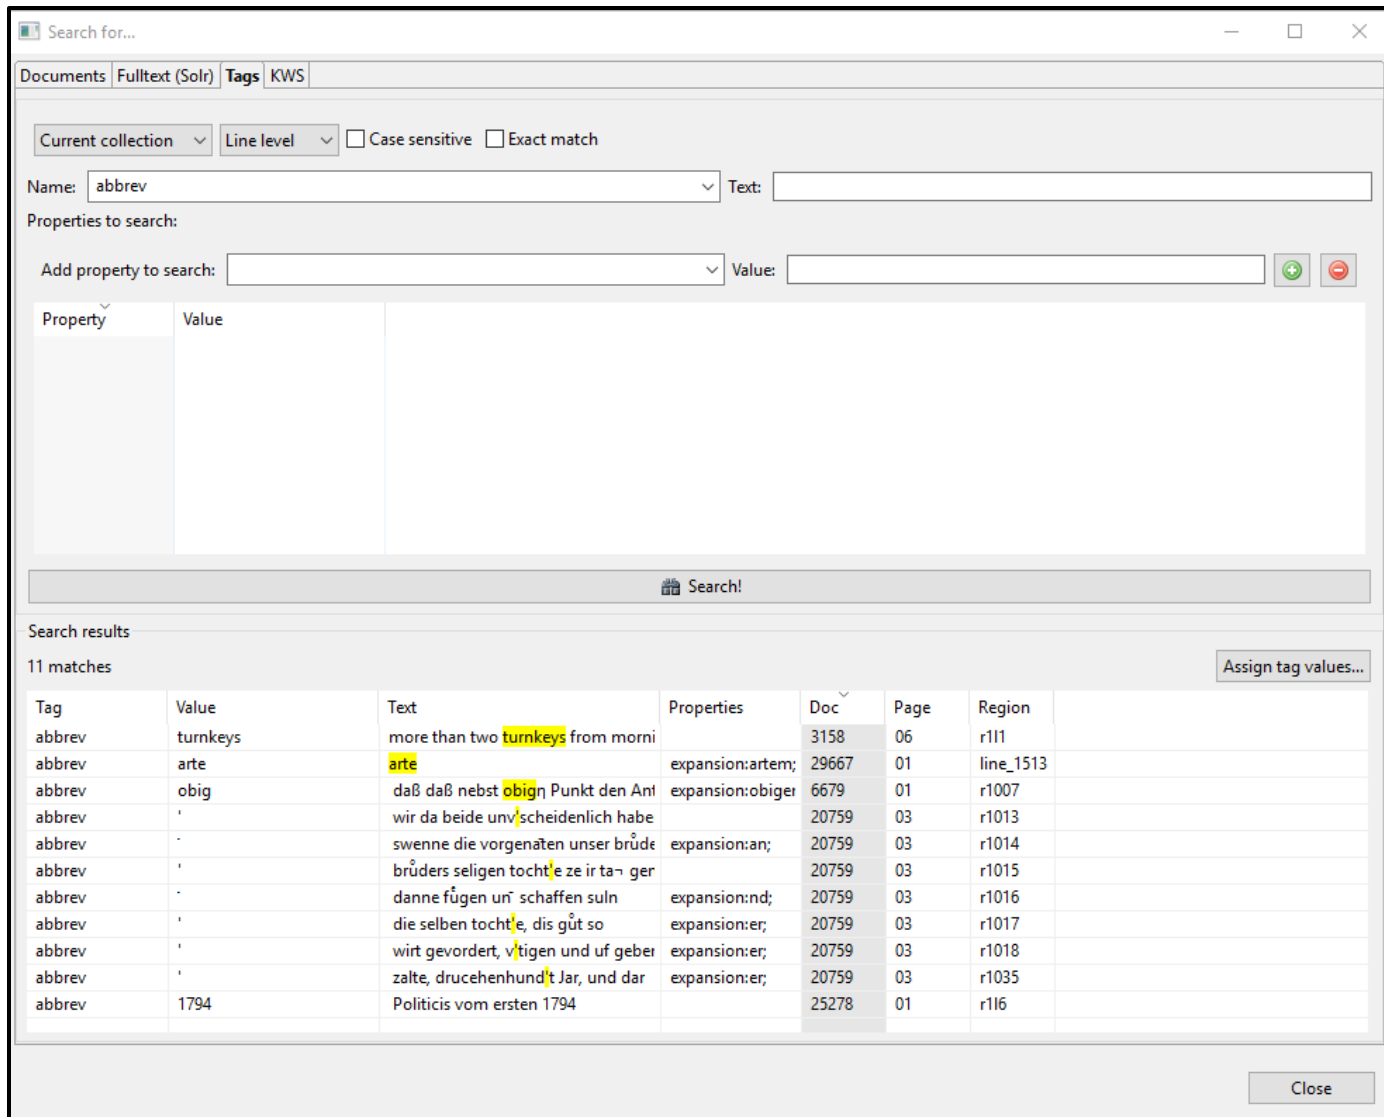 Search for...
Documents Fulltext (Solr) Tags KWS
Current collection Line level Case sensitive Exact match
Name: abbrev Text:
Properties to search:
Add property to search: Value:
Property Value
Search!
Search results
11 matches Assign tag values...
Tag Value Text Properties Doc Page Region
abbrev turnkeys more than two turnkeys from morni 3158 06 r1l1
abbrev arte arte expansion:artem; 29667 01 line_1513
abbrev obig daß daß nebst obigη Punkt den Ant expansion:obiger 6679 01 r1007
abbrev ' wir da beide unv'scheidenlich habe 20759 03 r1013
abbrev ‾ swenne die vorgena‾ten unser brůde expansion:an; 20759 03 r1014
abbrev ' brůders seligen tocht'e ze ir ta¬ ger 20759 03 r1015
abbrev ‾ danne fu̇̊gen un‾ schaffen suln expansion:nd; 20759 03 r1016
abbrev ' die selben tocht'e, dis gůt so expansion:er; 20759 03 r1017
abbrev ' wirt gevordert, v'tigen und uf geber expansion:er; 20759 03 r1018
abbrev ' zalte, drucehenhund't Jar, und dar expansion:er; 20759 03 r1035
abbrev 1794 Politicis vom ersten 1794 25278 01 r1l6
Close